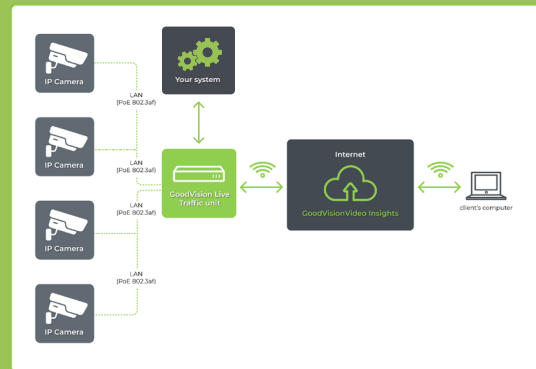 IP Camera
LAN
(PoE 802.3af)
IP Camera
LAN
(PoE 802.3af)
IP Camera
LAN
(PoE 802.3af)
IP Camera
LAN
(PoE 802.3af)
Your system
GoodVision Live
Traffic unit
Internet
GoodVisionVideo Insights
client's computer